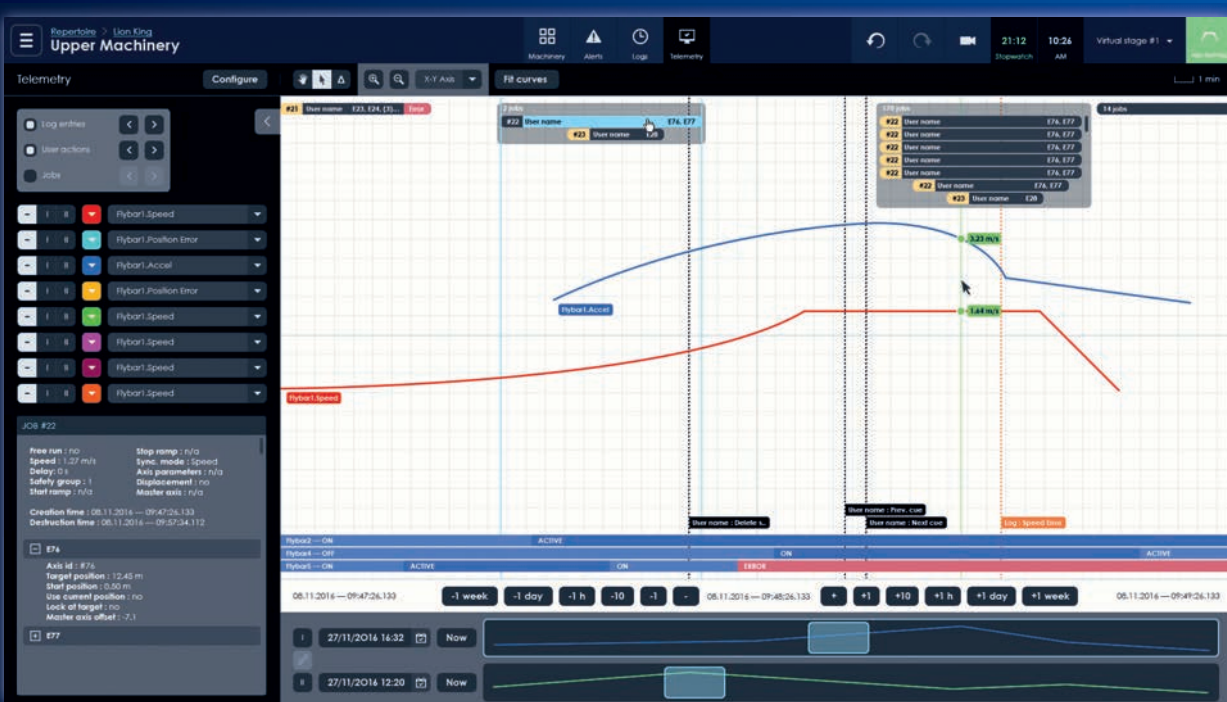 Repertoire > Lion King
Upper Machinery
Machinery
Alerts
Logs
Telemetry
21:12
Stopwatch
10:26
AM
Virtual stage #1
Telemetry
Configure
X-Y Axis
Fit curves
1 min
Log entries
User actions
Jobs
#21 User name E23, E24, (3)... Error
2 jobs
#22 User name E76, E77
#23 User name E28
170 jobs
#22 User name E76, E77
#22 User name E76, E77
#22 User name E76, E77
#22 User name E76, E77
#22 User name E76, E77
#22 User name E76, E77
#23 User name E28
14 jobs
- I II Flybar1.Speed
- I II Flybar1.Position Error
- I II Flybar1.Accel
- I II Flybar1.Position Error
- I II Flybar1.Speed
- I II Flybar1.Speed
- I II Flybar1.Speed
- I II Flybar1.Speed
3.23 m/s
Flybar1.Accel
1.64 m/s
Flybar1.Speed
JOB #22
Free run : no
Speed : 1,27 m/s
Delay: 0 s
Safety group : 1
Start ramp : n/a
Stop ramp : n/a
Sync. mode : Speed
Axis parameters : n/a
Displacement : no
Master axis : n/a
Creation time : 08.11.2016 — 09:47:26.133
Destruction time : 08.11.2016 — 09:57:34.112
E76
Axis id : #76
Target position : 12.45 m
Start position : 0.50 m
Use current position : no
Lock at target : no
Master axis offset : -7.1
E77
User name : Delete s...
User name : Prev. cue
User name : Next cue
Log : Speed Error
Flybar2 — ON ACTIVE
Flybar4 — OFF ON ACTIVE
Flybar5 — ON ACTIVE ON ERROR
08.11.2016 — 09:47:26.133
-1 week
-1 day
-1 h
-10
-1
-
08.11.2016 — 09:48:26.133
+
+1
+10
+1 h
+1 day
+1 week
08.11.2016 — 09:49:26.133
I 27/11/2016 16:32 Now
II 27/11/2016 12:20 Now